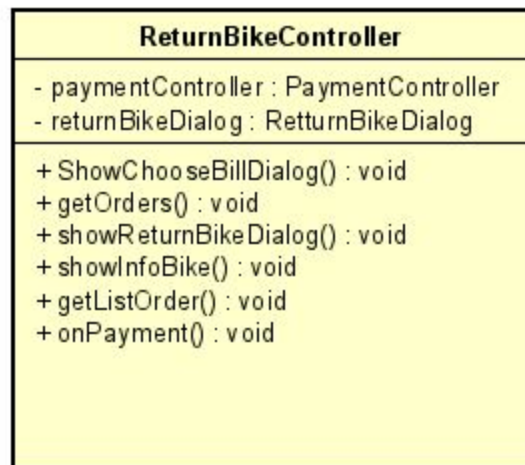 ReturnBikeController
- paymentController : PaymentController
- returnBikeDialog : RetturnBikeDialog
+ ShowChooseBillDialog() : void
+ getOrders() : void
+ showReturnBikeDialog() : void
+ showInfoBike() : void
+ getListOrder() : void
+ onPayment() : void